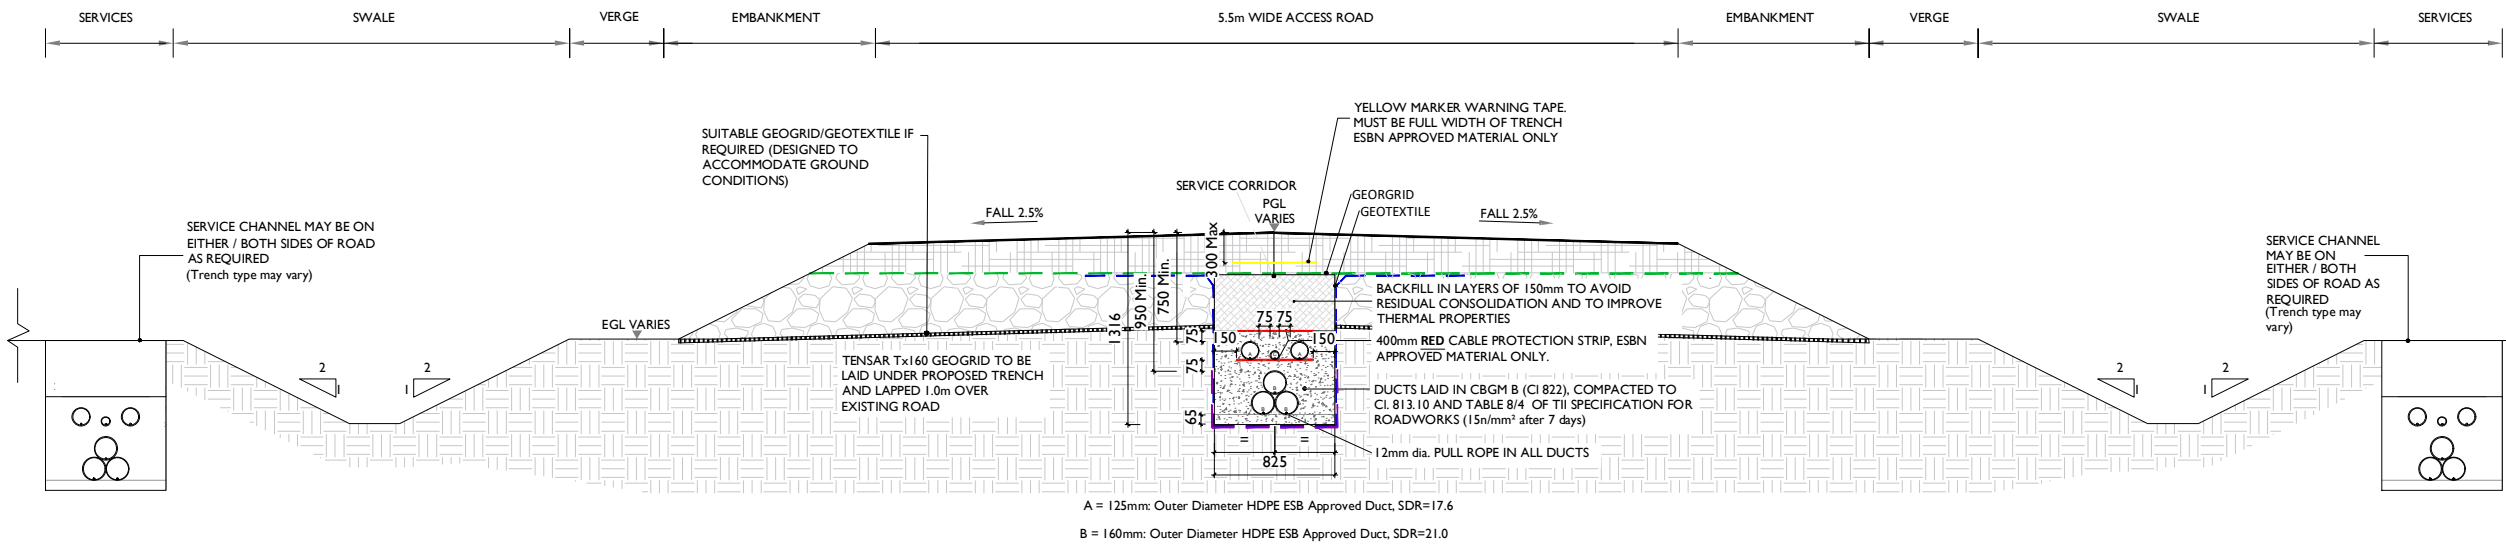 SERVICES
SWALE
VERGE
EMBANKMENT
5.5m WIDE ACCESS ROAD
EMBANKMENT
VERGE
SWALE
SERVICES
YELLOW MARKER WARNING TAPE.
MUST BE FULL WIDTH OF TRENCH
ESBN APPROVED MATERIAL ONLY
SUITABLE GEOGRID/GEOTEXTILE IF
REQUIRED (DESIGNED TO
ACCOMMODATE GROUND
CONDITIONS)
SERVICE CORRIDOR
PGL
VARIES
GEORGRID
GEOTEXTILE
FALL 2.5%
FALL 2.5%
SERVICE CHANNEL MAY BE ON
EITHER / BOTH SIDES OF ROAD
AS REQUIRED
(Trench type may vary)
SERVICE CHANNEL
MAY BE ON
EITHER / BOTH
SIDES OF ROAD AS
REQUIRED
(Trench type may
vary)
300 Max
750 Min.
950 Min.
1316
BACKFILL IN LAYERS OF 150mm TO AVOID
RESIDUAL CONSOLIDATION AND TO IMPROVE
THERMAL PROPERTIES
EGL VARIES
75 75
75
150
150
400mm RED CABLE PROTECTION STRIP, ESBN
APPROVED MATERIAL ONLY.
TENSAR Tx160 GEOGRID TO BE
LAID UNDER PROPOSED TRENCH
AND LAPPED 1.0m OVER
EXISTING ROAD
75
2
1
2
1
2
1
2
1
DUCTS LAID IN CBGM B (Cl 822), COMPACTED TO
Cl. 813.10 AND TABLE 8/4 OF TII SPECIFICATION FOR
ROADWORKS (15n/mm² after 7 days)
65
= =
12mm dia. PULL ROPE IN ALL DUCTS
825
A = 125mm: Outer Diameter HDPE ESB Approved Duct, SDR=17.6
B = 160mm: Outer Diameter HDPE ESB Approved Duct, SDR=21.0